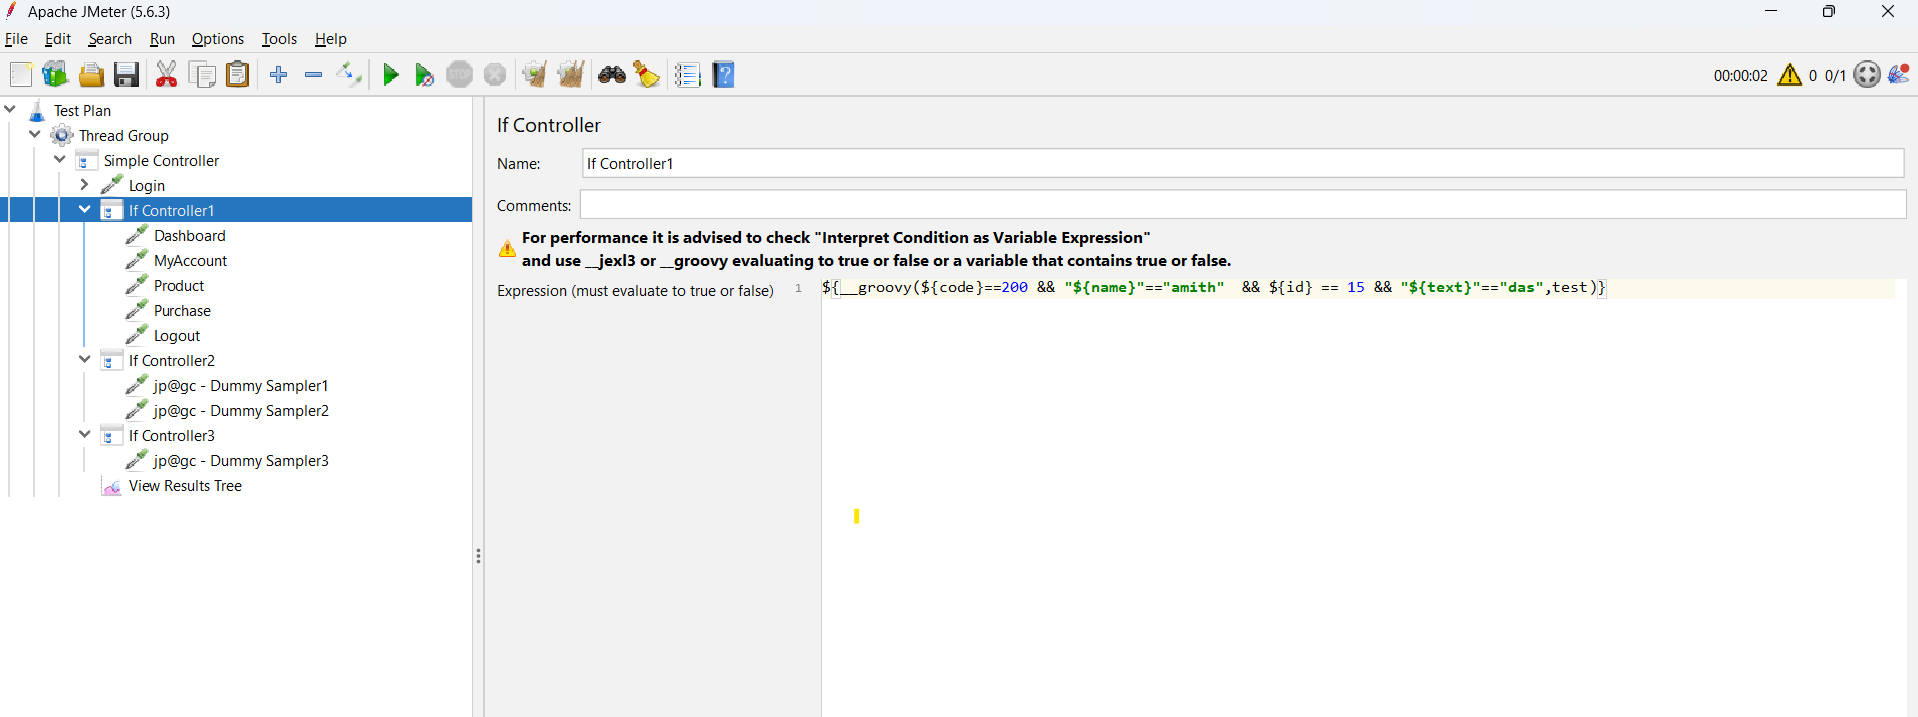 Apache JMeter (5.6.3)
File Edit Search Run Options Tools Help
STOP 00:00:02 0 0/1
Test Plan
Thread Group
Simple Controller
Login
If Controller1
Dashboard
MyAccount
Product
Purchase
Logout
If Controller2
jp@gc - Dummy Sampler1
jp@gc - Dummy Sampler2
If Controller3
jp@gc - Dummy Sampler3
View Results Tree
If Controller
Name: If Controller1
Comments:
For performance it is advised to check "Interpret Condition as Variable Expression"
and use __jexl3 or __groovy evaluating to true or false or a variable that contains true or false.
Expression (must evaluate to true or false) 1 ${__groovy(${code}==200 && "${name}"=="amith"  && ${id} == 15 && "${text}"=="das",test)}